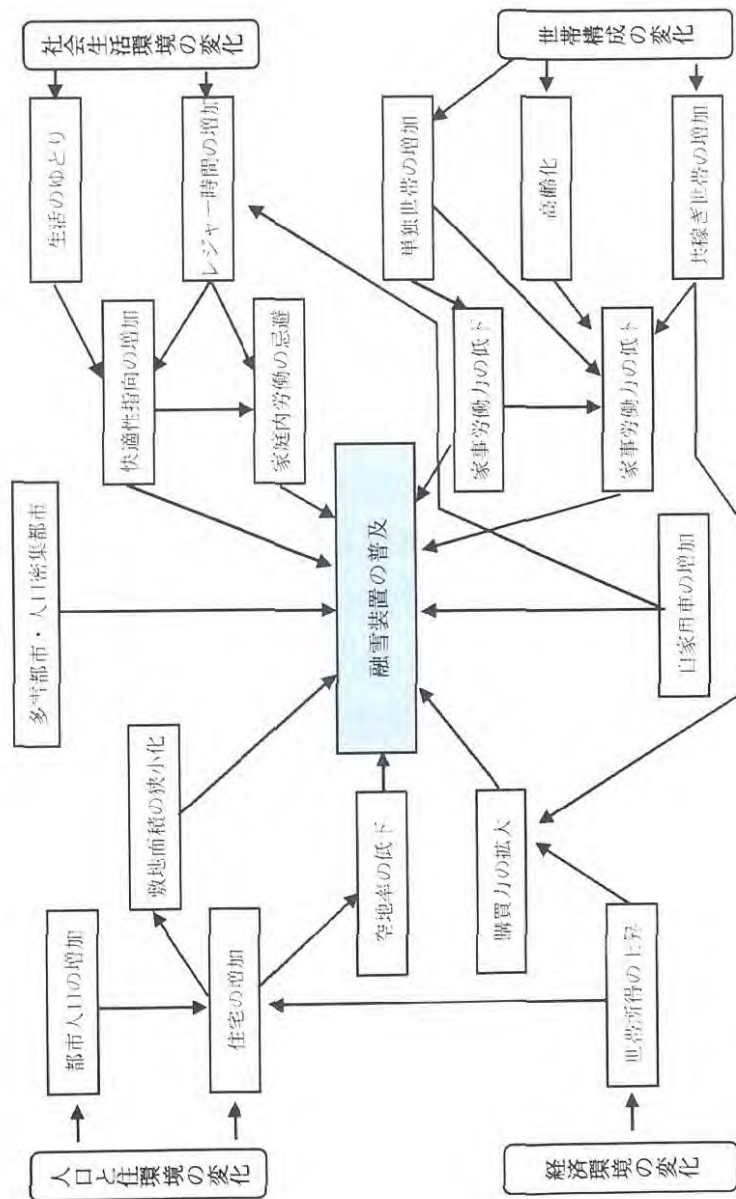 経済環境の変化
人口と住環境の変化
世帯所得の上昇
住宅の増加
都市人口の増加
購買力の拡大
空地率の低下
敷地面積の狭小化
自家用車の増加
融雪装置の普及
多雪都市・人口密集都市
家事労働力の低下
家事労働力の低下
家庭内労働の忌避
快適性指向の増加
共稼ぎ世帯の増加
高齢化
単独世帯の増加
レジャー時間の増加
生活のゆとり
世帯構成の変化
社会生活環境の変化